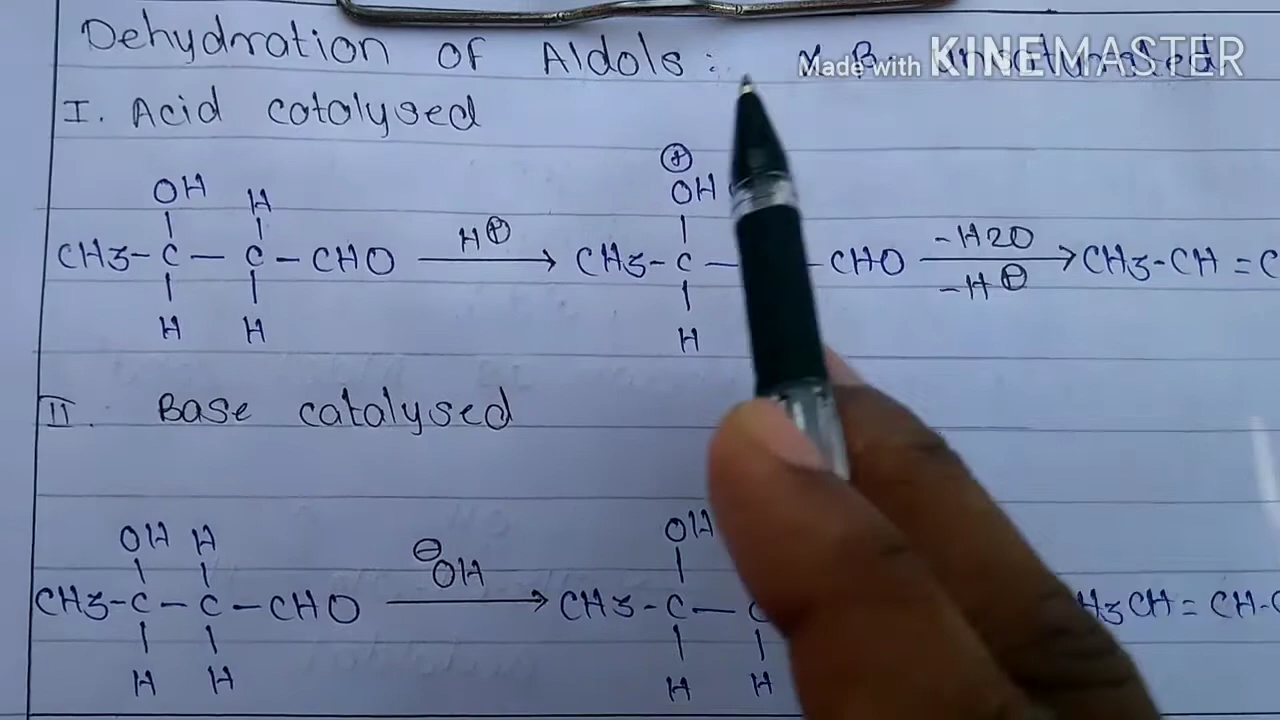 Dehydration of Aldols: α β
Made with KINEMASTER
I. Acid catalysed
⊕
OH H OH
CH3-C-C-CHO H⊕ CH3-C- -CHO -H2O CH3-CH=C
-H⊕
H H H
II. Base catalysed
OH H ⊖OH OH
CH3-C-C-CHO CH3-C-C H3CH=CH-C
H H H H